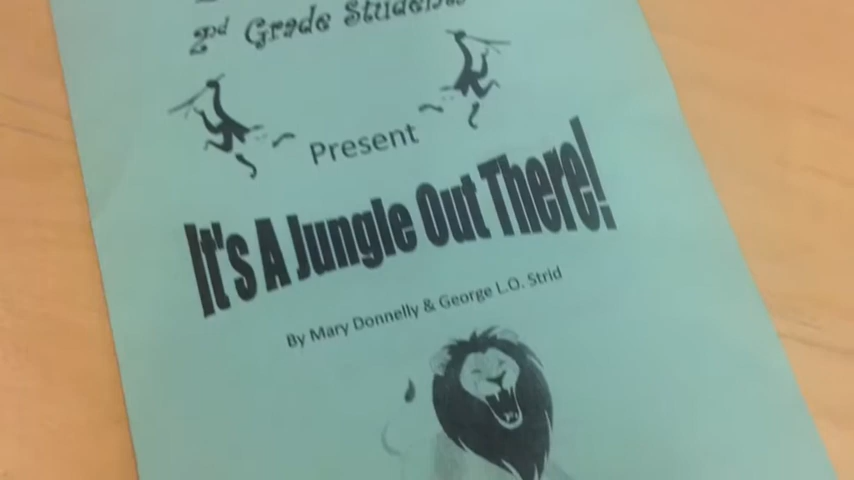 2nd Grade Students
Present
It's A Jungle Out There!
By Mary Donnelly & George L.O. Strid